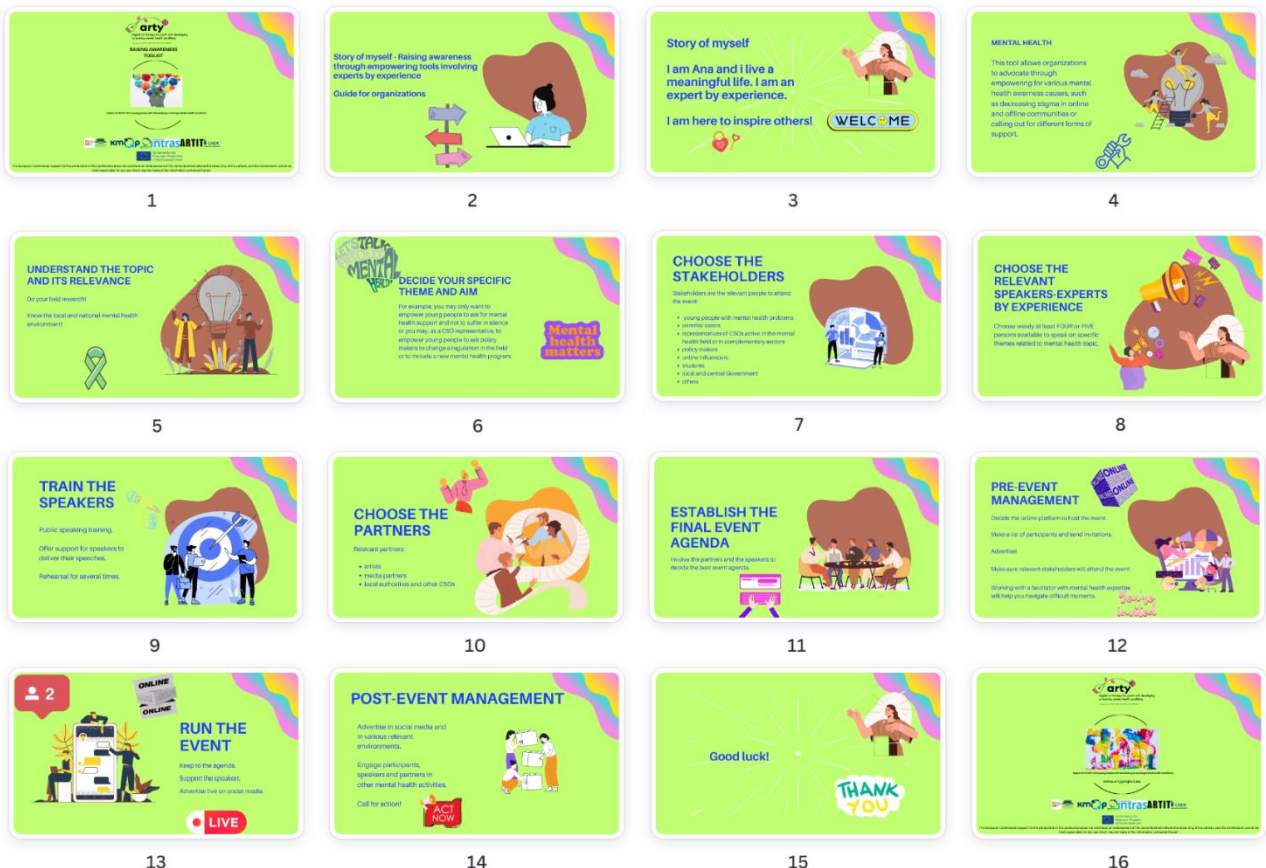 arty
RAISING AWARENESS
TOOLKIT
kmop intras ARTIT
1
Story of myself - Raising awareness
through empowering tools involving
experts by experience
Guide for organizations
2
Story of myself
I am Ana and i live a
meaningful life. I am an
expert by experience.
I am here to inspire others!
WELCOME
3
MENTAL HEALTH
This tool allows organizations
to advocate through
empowering for various mental
health awerness causes, such
as decreasing stigma in online
and offline communities or
calling out for different forms of
support.
4
UNDERSTAND THE TOPIC
AND ITS RELEVANCE
Do your field research!
Know the local and national mental health
environment!
5
LET'S TALK
ABOUT
MENTAL
HEALTH
DECIDE YOUR SPECIFIC
THEME AND AIM
For example, you may only want to
empower young people to ask for mental
health support and not to suffer in silence
or you may, as a CSO representative, to
empower young people to ask policy
makers to change a regulation in the field
or to include a new mental health program.
Mental
health
matters
6
CHOOSE THE
STAKEHOLDERS
Stakeholders are the relevant people to attend
the event:
• young people with mental health problems
• parents/ carers
• representatives of CSOs active in the mental
health field or in complementary sectors
• policy makers
• online influencers
• students
• local and central Government
• others
7
CHOOSE THE
RELEVANT
SPEAKERS-EXPERTS
BY EXPERIENCE
Choose wisely at least FOUR or FIVE
persons available to speak on specific
themes related to mental health topic.
8
TRAIN THE
SPEAKERS
Public speaking training.
Offer support for speakers to
deliver their speeches.
Rehearsal for several times.
9
CHOOSE THE
PARTNERS
Relevant partners:
• artists
• media partners
• local authorities and other CSOs
10
ESTABLISH THE
FINAL EVENT
AGENDA
Involve the partners and the speakers to
decide the best event agenda.
11
ONLINE
PRE-EVENT
MANAGEMENT
Decide the online platform to host the event.
Make a list of participants and send invitations.
Advertise!
Make sure relevant stakeholders will attend the event
Working with a facilitator with mental health expertise
will help you navigate difficult moments.
You're
invited
12
2
ONLINE
ONLINE
RUN THE
EVENT
Keep to the agenda.
Support the speakers.
Advertise live on social media.
LIVE
13
POST-EVENT MANAGEMENT
Advertise in social media and
in various relevant
environments.
Engage participants,
speakers and partners in
other mental health activities.
Call for action!
ACT
NOW
14
Good luck!
THANK
YOU
15
arty
kmop intras ARTIT
16